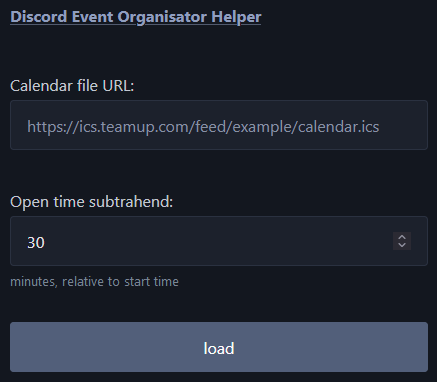 Discord Event Organisator Helper
Calendar file URL:
https://ics.teamup.com/feed/example/calendar.ics
Open time subtrahend:
30
minutes, relative to start time
load